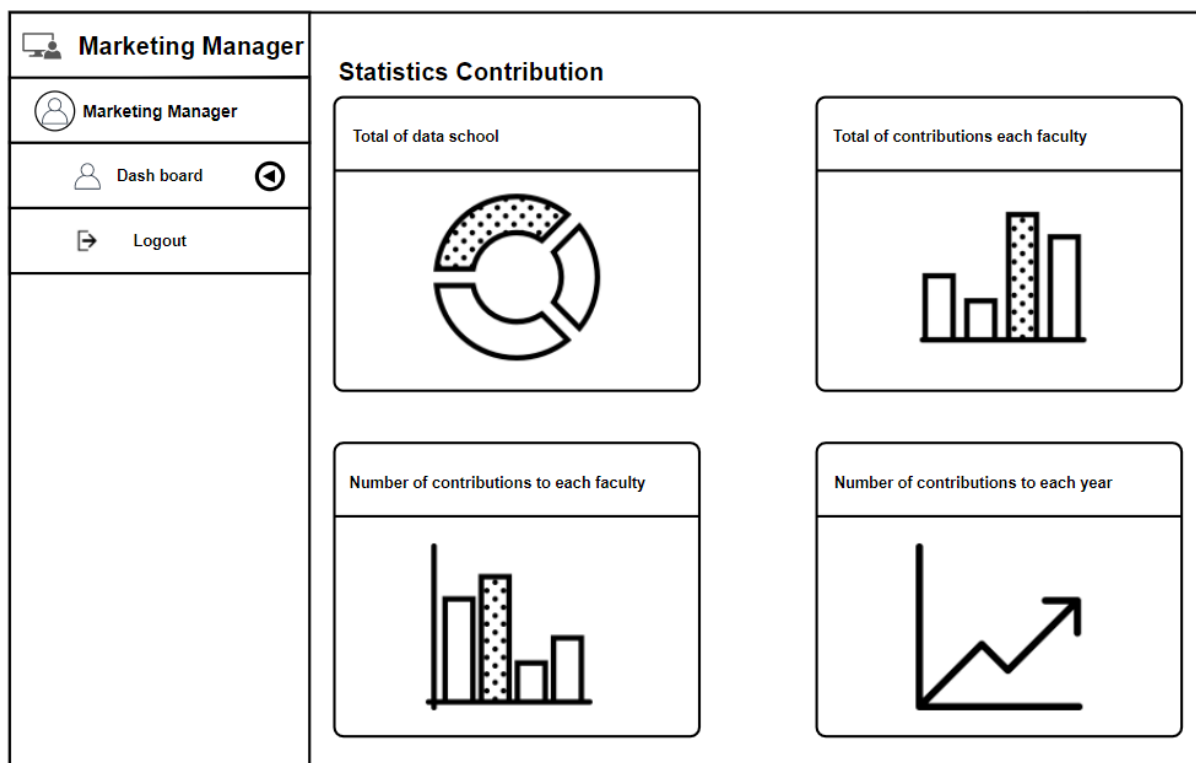 Marketing Manager
Marketing Manager
Dash board
Logout
Statistics Contribution
Total of data school
Total of contributions each faculty
Number of contributions to each faculty
Number of contributions to each year